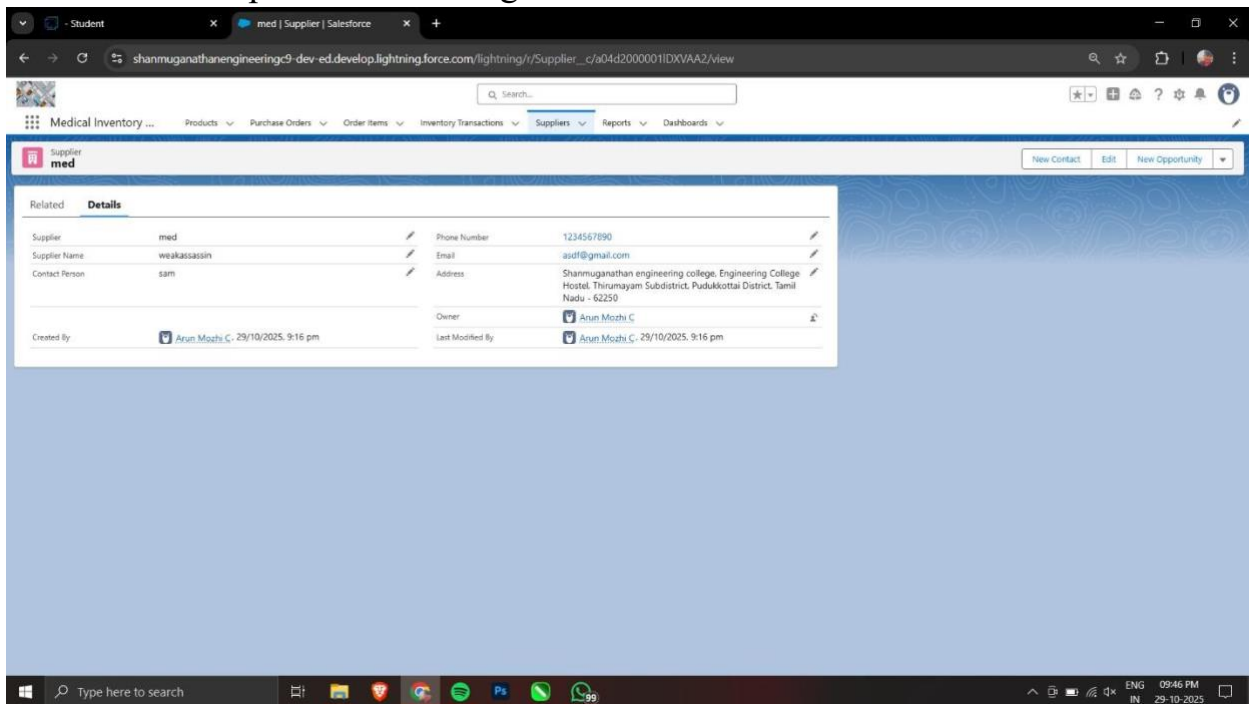 - Student
med | Supplier | Salesforce
shanmuganathanengineeringc9-dev-ed.develop.lightning.force.com/lightning/r/Supplier__c/a04d2000001lDXVAA2/view
Search...
Medical Inventory ... Products Purchase Orders Order Items Inventory Transactions Suppliers Reports Dashboards
Supplier
med
New Contact Edit New Opportunity
Related Details
Supplier med Phone Number 1234567890
Supplier Name weakassassin Email asdf@gmail.com
Contact Person sam Address Shanmuganathan engineering college, Engineering College
Hostel, Thirumayam Subdistrict, Pudukkottai District, Tamil
Nadu - 62250
Owner Arun Mozhi C
Created By Arun Mozhi C, 29/10/2025, 9:16 pm Last Modified By Arun Mozhi C, 29/10/2025, 9:16 pm
Type here to search Ps 99 ENG 09:46 PM
IN 29-10-2025